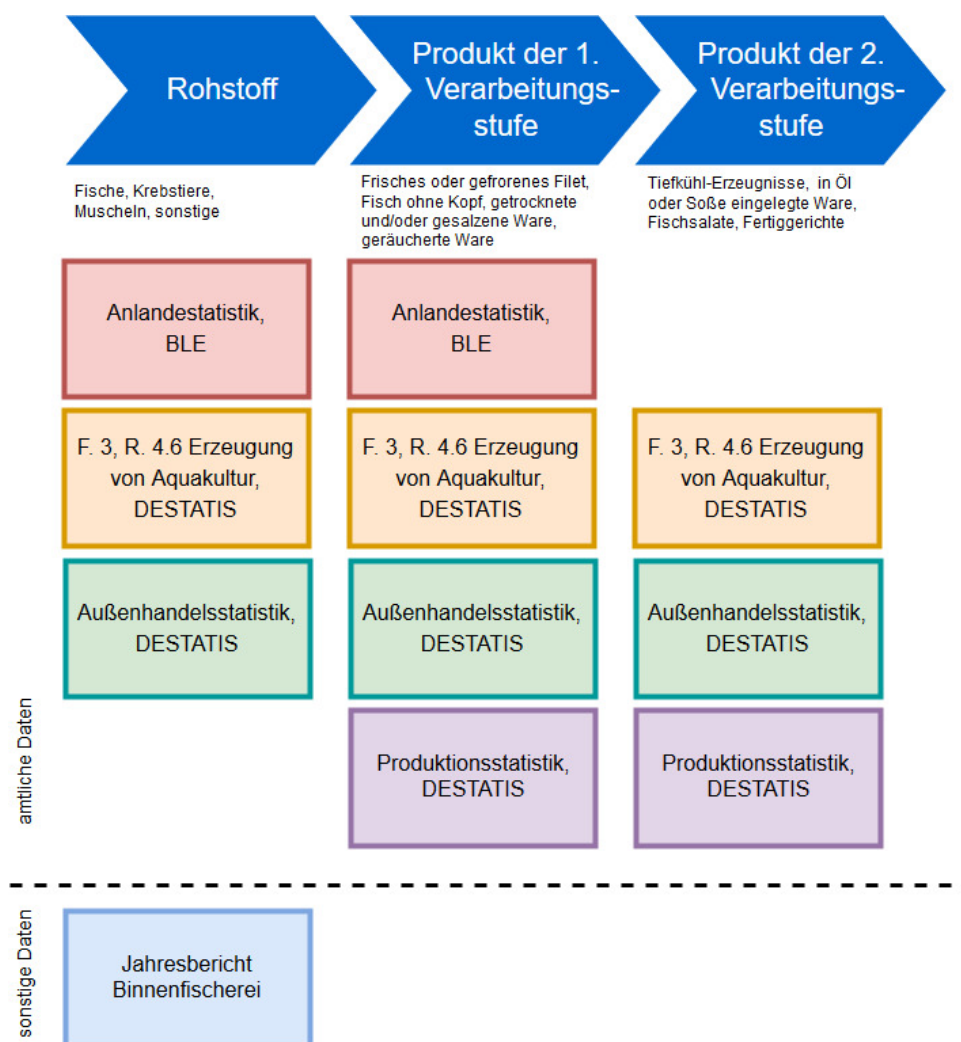 Rohstoff
Produkt der 1.
Verarbeitungs-
stufe
Produkt der 2.
Verarbeitungs-
stufe
Fische, Krebstiere,
Muscheln, sonstige
Frisches oder gefrorenes Filet,
Fisch ohne Kopf, getrocknete
und/oder gesalzene Ware,
geräucherte Ware
Tiefkühl-Erzeugnisse, in Öl
oder Soße eingelegte Ware,
Fischsalate, Fertiggerichte
Anlandestatistik,
BLE
Anlandestatistik,
BLE
F. 3, R. 4.6 Erzeugung
von Aquakultur,
DESTATIS
F. 3, R. 4.6 Erzeugung
von Aquakultur,
DESTATIS
F. 3, R. 4.6 Erzeugung
von Aquakultur,
DESTATIS
Außenhandelsstatistik,
DESTATIS
Außenhandelsstatistik,
DESTATIS
Außenhandelsstatistik,
DESTATIS
Produktionsstatistik,
DESTATIS
Produktionsstatistik,
DESTATIS
amtliche Daten
sonstige Daten
Jahresbericht
Binnenfischerei